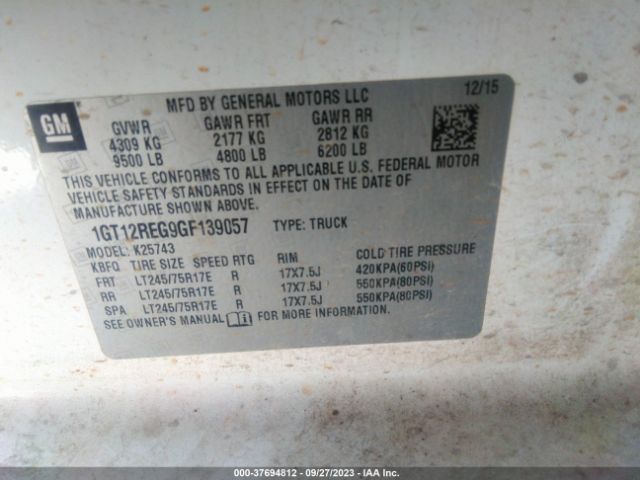 GM
MFD BY GENERAL MOTORS LLC 12/15
GVWR GAWR FRT GAWR RR
4309 KG 2177 KG 2812 KG
9500 LB 4800 LB 6200 LB
THIS VEHICLE CONFORMS TO ALL APPLICABLE U.S. FEDERAL MOTOR
VEHICLE SAFETY STANDARDS IN EFFECT ON THE DATE OF
MANUFACTURE SHOWN ABOVE.
1GT12REG9GF139057 TYPE: TRUCK
MODEL: K25743
KBFQ TIRE SIZE SPEED RTG RIM COLD TIRE PRESSURE
FRT LT245/75R17E R 17X7.5J 420KPA(60PSI)
RR LT245/75R17E R 17X7.5J 550KPA(80PSI)
SPA LT245/75R17E R 17X7.5J 550KPA(80PSI)
SEE OWNER'S MANUAL FOR MORE INFORMATION.
000-37694812 - 09/27/2023 - IAA Inc.